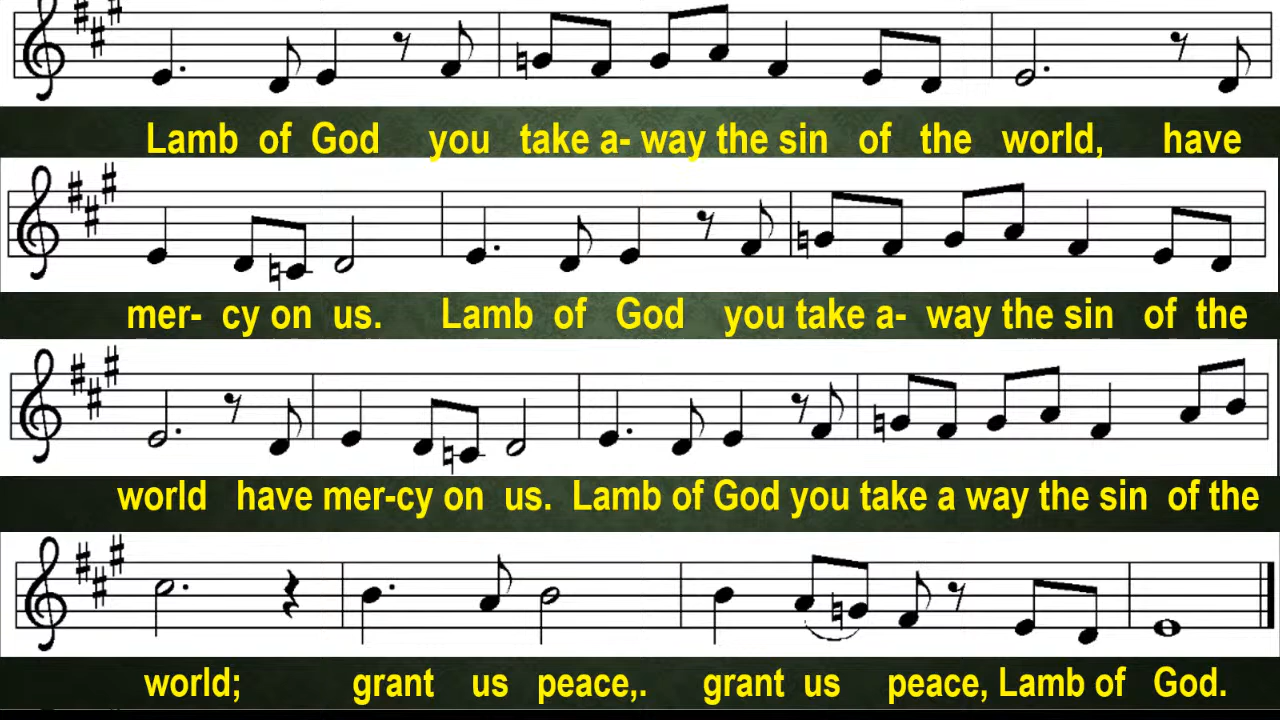 Lamb of God you take a- way the sin of the world, have
mer- cy on us. Lamb of God you take a- way the sin of the
world have mer-cy on us. Lamb of God you take a way the sin of the
world; grant us peace,. grant us peace, Lamb of God.